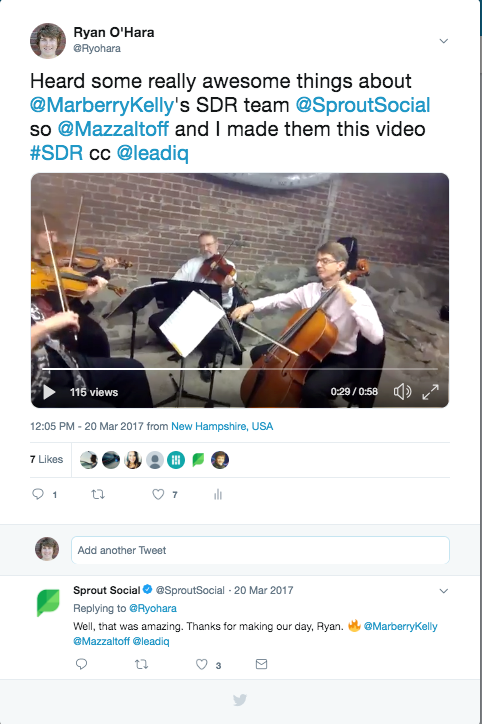 Ryan O'Hara
@Ryohara
Heard some really awesome things about
@MarberryKelly's SDR team @SproutSocial
so @Mazzaltoff and I made them this video
#SDR cc @leadiq
115 views
0:29 / 0:58
12:05 PM - 20 Mar 2017 from New Hampshire, USA
7 Likes
1
7
Add another Tweet
Sprout Social @SproutSocial · 20 Mar 2017
Replying to @Ryohara
Well, that was amazing. Thanks for making our day, Ryan. 🔥 @MarberryKelly
@Mazzaltoff @leadiq
3